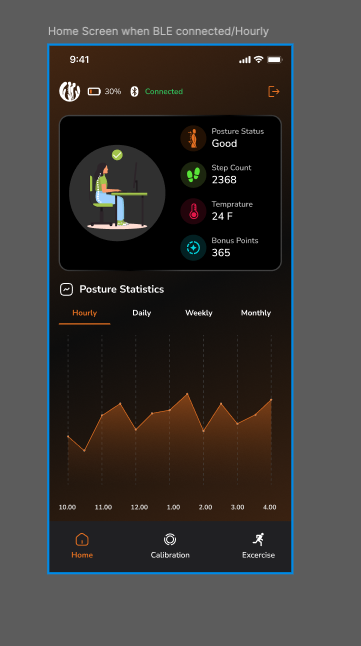 Home Screen when BLE connected/Hourly
9:41
30% Connected
Posture Status
Good
Step Count
2368
Temprature
24 F
Bonus Points
365
Posture Statistics
Hourly Daily Weekly Monthly
10.00 11.00 12.00 1.00 2.00 3.00 4.00
Home Calibration Excercise